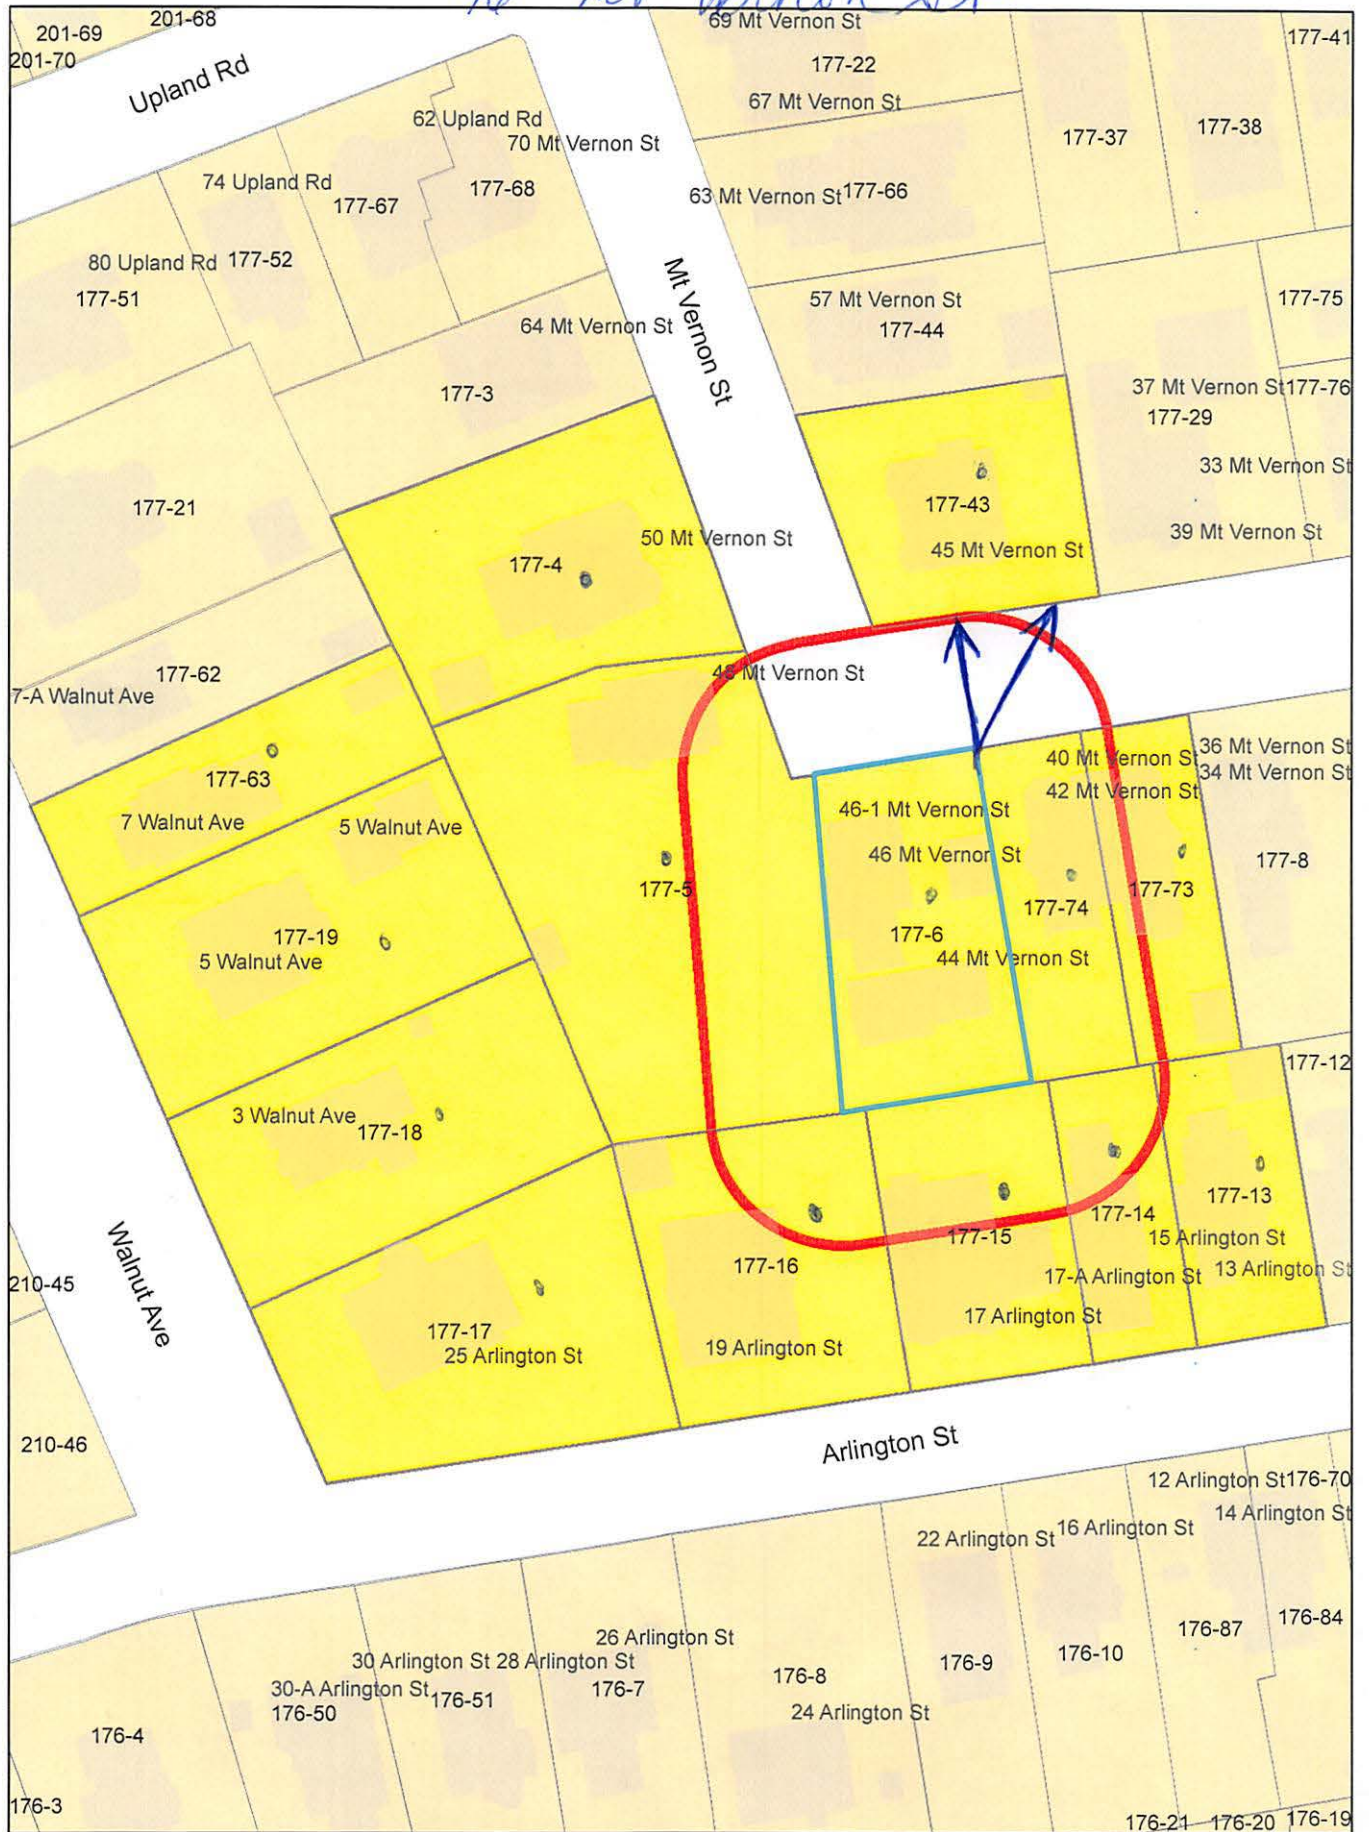 Vernon St
201-68
201-69
201-70
Upland Rd
69 Mt Vernon St
177-22
67 Mt Vernon St
177-41
177-37
177-38
62 Upland Rd
70 Mt Vernon St
74 Upland Rd
177-67
177-68
63 Mt Vernon St
177-66
80 Upland Rd
177-52
177-51
Mt Vernon St
57 Mt Vernon St
177-44
177-75
64 Mt Vernon St
177-3
37 Mt Vernon St
177-76
177-29
33 Mt Vernon St
177-21
177-43
39 Mt Vernon St
50 Mt Vernon St
45 Mt Vernon St
177-4
177-62
7-A Walnut Ave
48 Mt Vernon St
177-63
7 Walnut Ave
5 Walnut Ave
40 Mt Vernon St
36 Mt Vernon St
34 Mt Vernon St
42 Mt Vernon St
46-1 Mt Vernon St
46 Mt Vernon St
177-8
177-5
177-73
177-74
177-6
177-19
5 Walnut Ave
44 Mt Vernon St
177-12
3 Walnut Ave
177-18
177-13
177-14
15 Arlington St
177-15
177-16
13 Arlington St
17-A Arlington St
17 Arlington St
Walnut Ave
210-45
177-17
25 Arlington St
19 Arlington St
210-46
Arlington St
12 Arlington St
176-70
14 Arlington St
22 Arlington St
16 Arlington St
176-87
176-84
26 Arlington St
30 Arlington St
28 Arlington St
30-A Arlington St
176-50
176-51
176-7
176-8
176-9
176-10
24 Arlington St
176-4
176-3
176-21
176-20
176-19